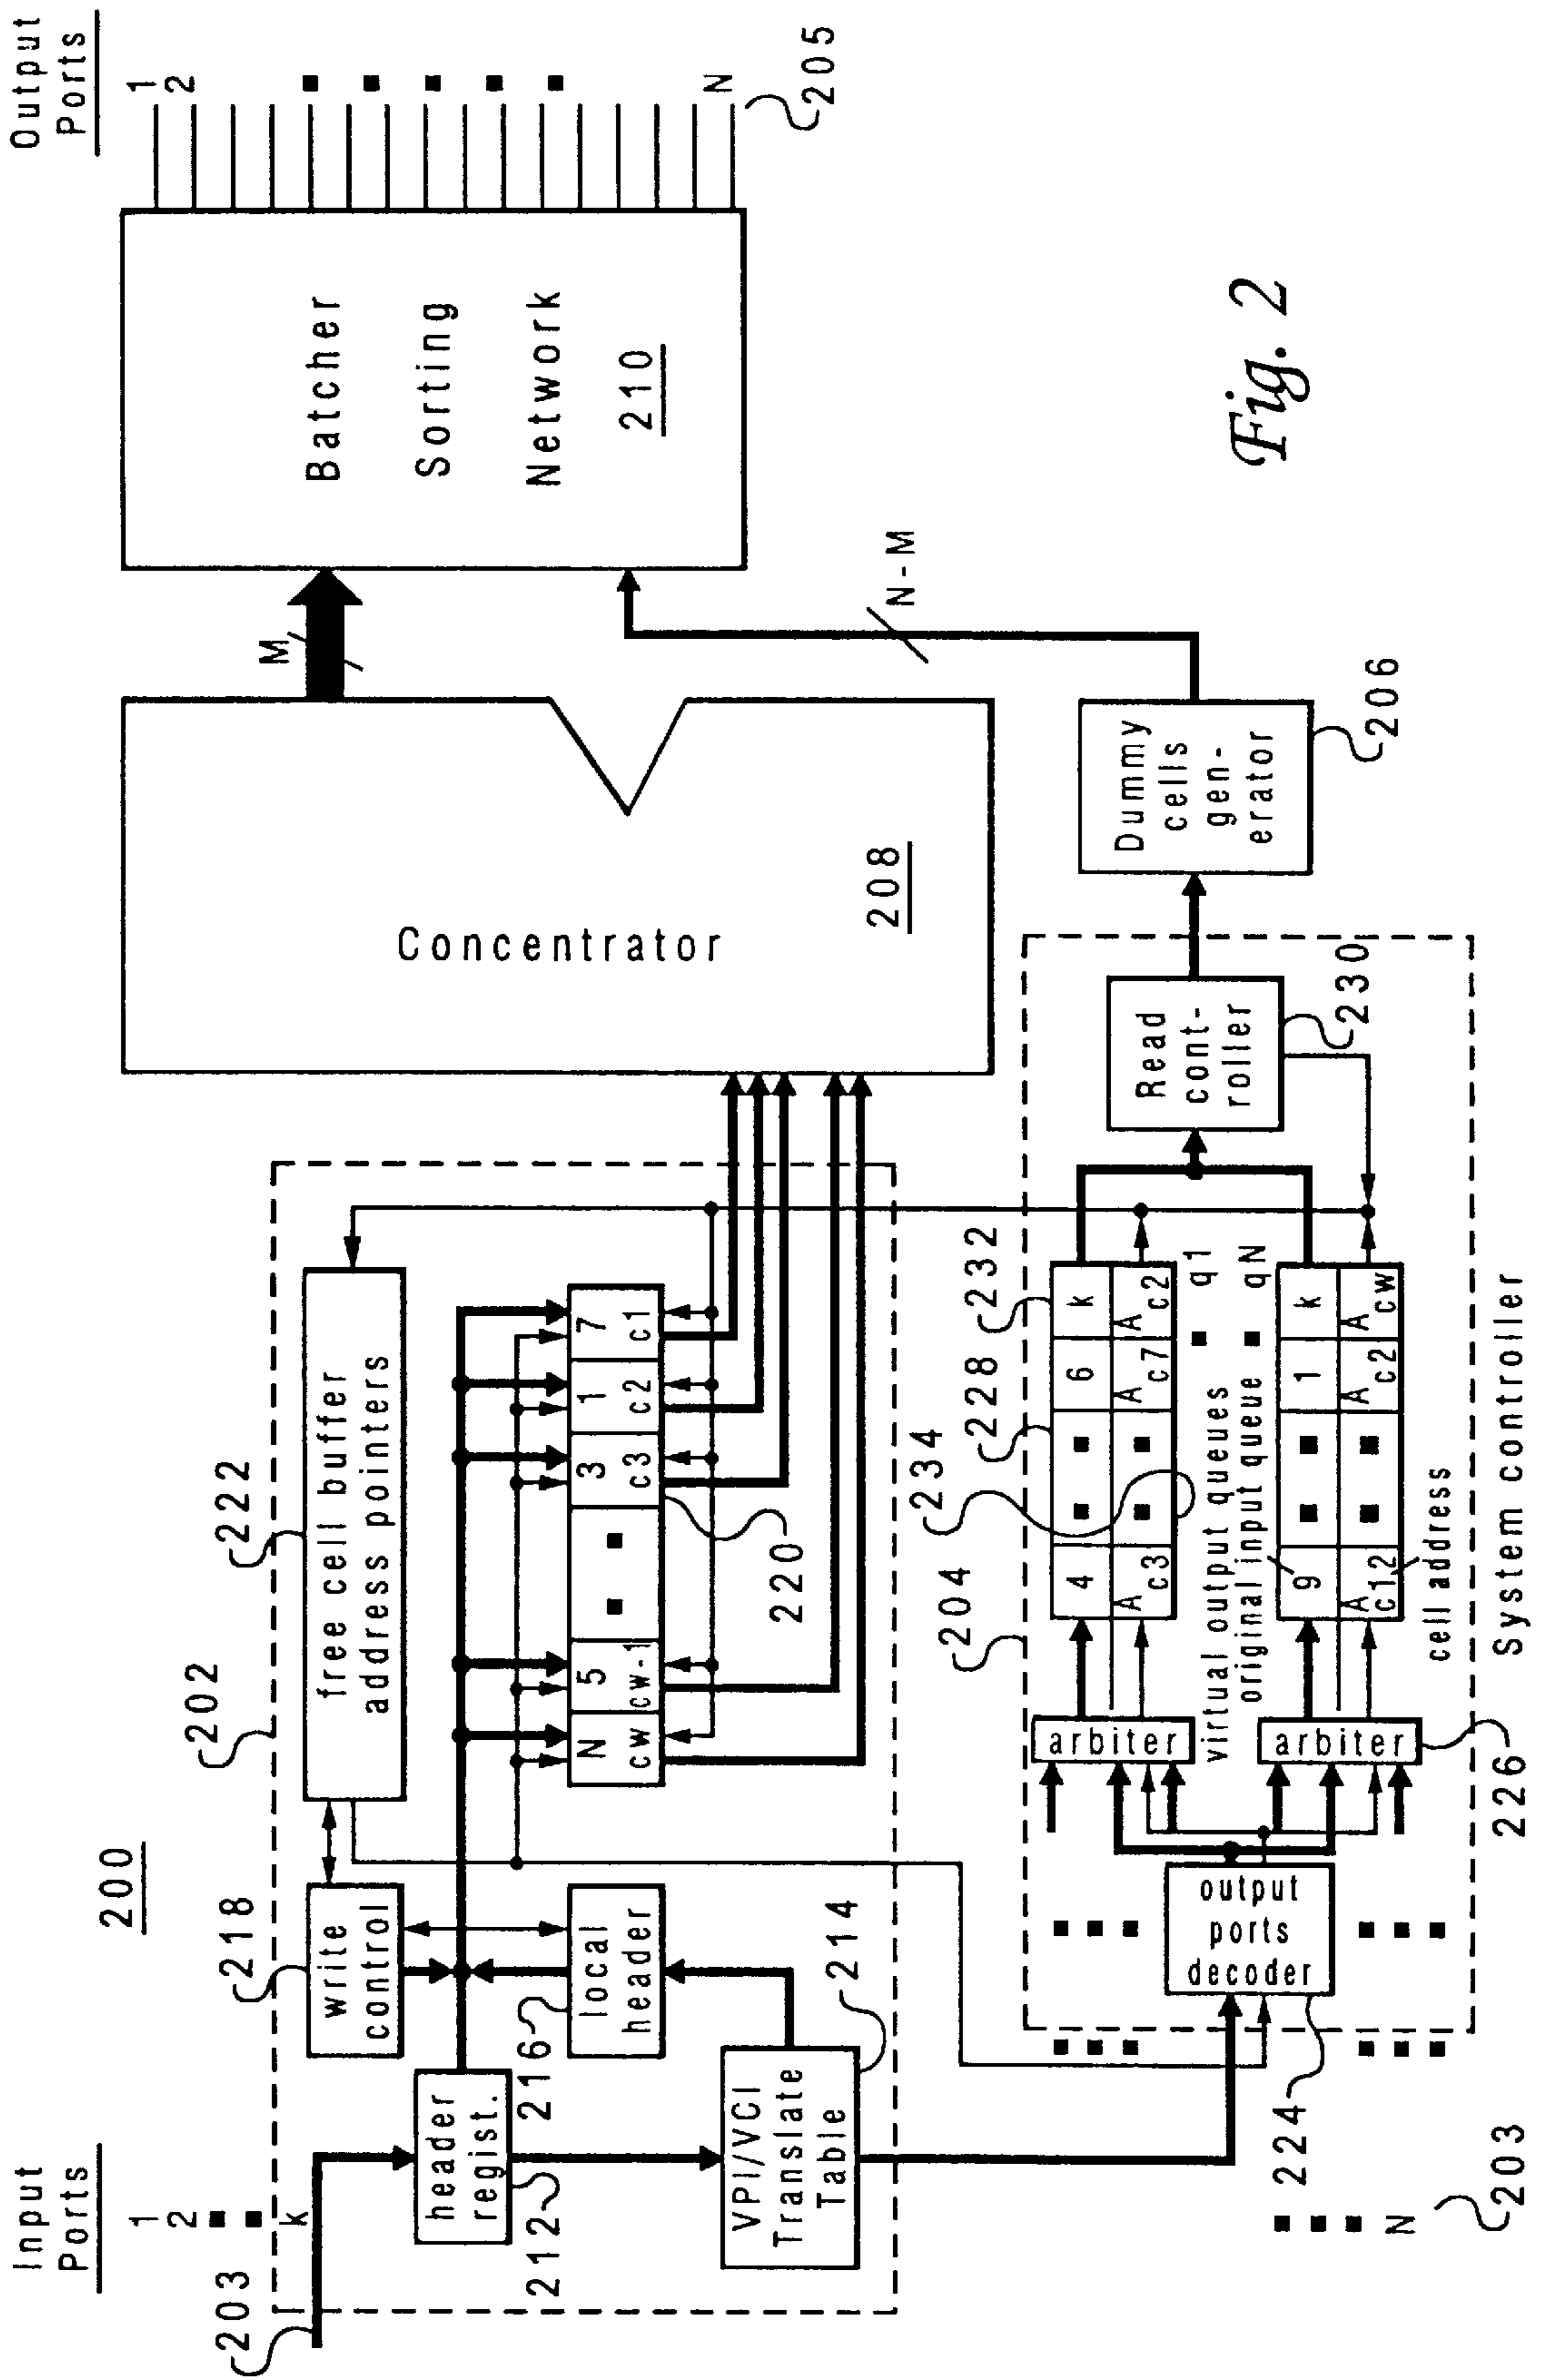 200
Input
Ports
1
2
k
203
202
218
write
control
222
free cell buffer
address pointers
header
regist.
212
216
local
header
VPI/VCI
Translate
Table
214
N
5
3
1
7
cw
cw-1
c3
c2
c1
220
Concentrator
208
M
Batcher
Sorting
Network
210
Output
Ports
1
2
N
205
204
234
228
232
arbiter
4
6
k
A
c3
A
c7
A
c2
virtual output queues
q1
original input queue
qN
output
ports
decoder
224
arbiter
226
9
1
k
A
c12
A
c2
A
cw
cell address
System controller
Read
cont-
roller
230
Dummy
cells
gen-
erator
206
N-M
N
203
Fig. 2